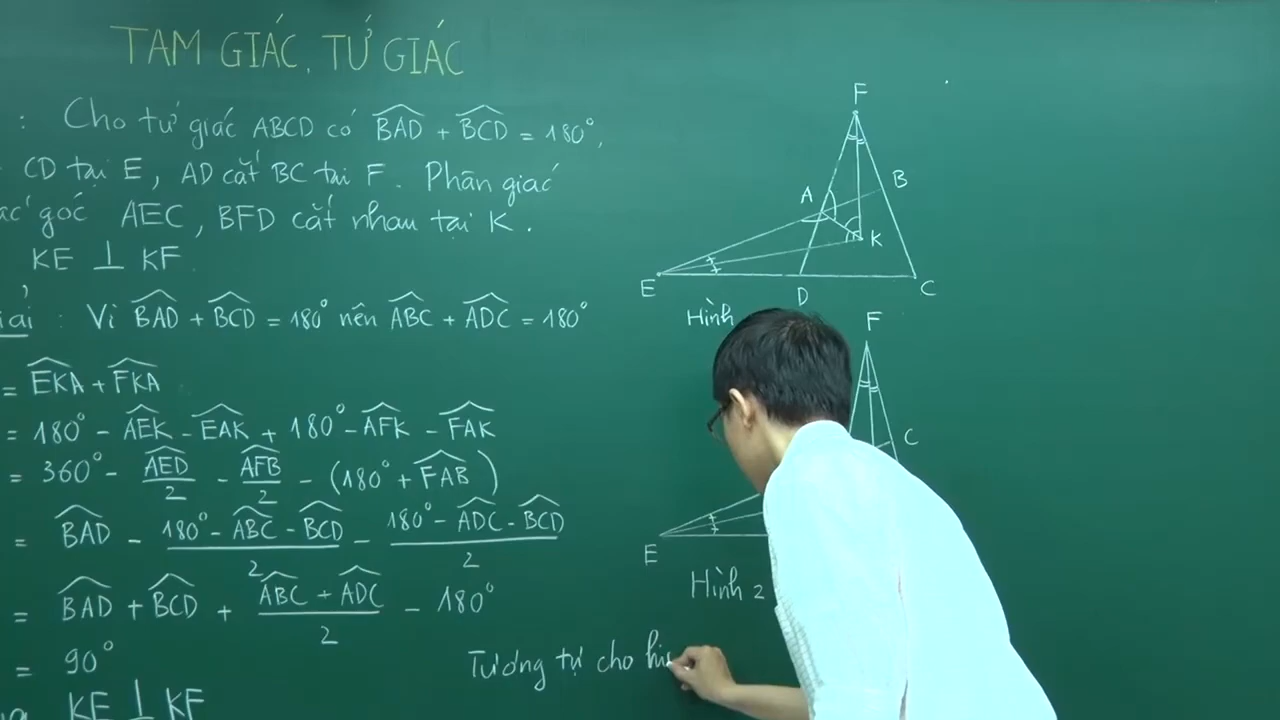 TAM GIÁC, TỨ GIÁC
: Cho tứ giác ABCD có BAD + BCD = 180°,
CD tại E, AD cắt BC tại F. Phân giác
góc AEC, BFD cắt nhau tại K.
KE ⊥ KF
: Vì BAD + BCD = 180° nên ABC + ADC = 180°
= EKA + FKA
= 180° - AEK - EAK + 180° - AFK - FAK
= 360° - AED/2 - AFB/2 - (180° + FAB)
= BAD - (180° - ABC - BCD)/2 - (180° - ADC - BCD)/2
= BAD + BCD + (ABC + ADC)/2 - 180°
= 90°
KE ⊥ KF
Tương tự cho
F
A
B
K
E
D
C
Hình
F
C
E
Hình 2